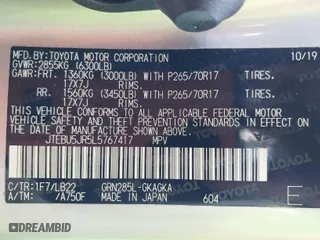 MFD. BY: TOYOTA MOTOR CORPORATION 10/19
GVWR: 2855KG (6300LB)
GAWR: FRT. 1360KG (3000LB) WITH P265/70R17 TIRES.
17X7J RIMS
RR. 1560KG (3450LB) WITH P265/70R17 TIRES.
17X7J
THIS VEHICLE CONFORMS TO ALL APPLICABLE
FEDERAL MOTOR VEHICLE SAFETY AND THEFT
PREVENTION STANDARDS IN EFFECT ON THE DATE
OF MANUFACTURE SHOWN ABOVE.
JTEBU5JR5L5767417 MPV
C/TR: 1F7/LB22 GRN285L-GKAGKA
A/TM: /A750F MADE IN JAPAN 604 E
© AUTOBIDMASTER